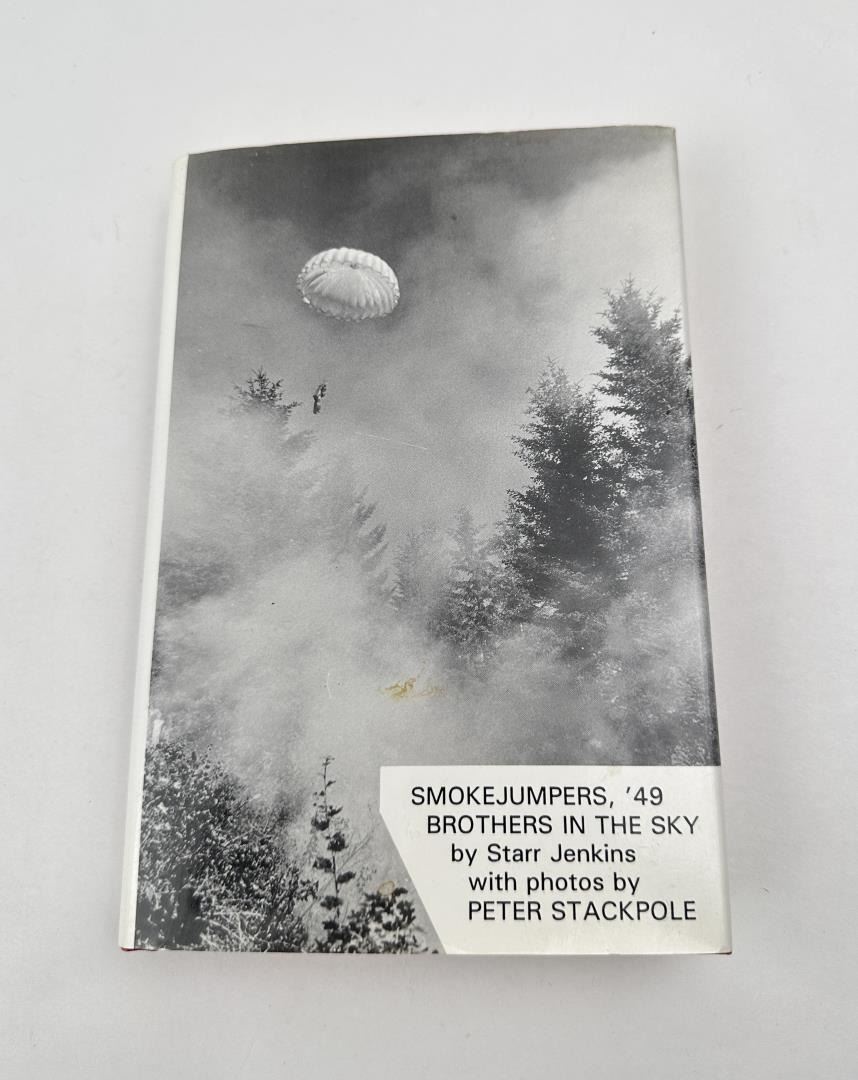 SMOKEJUMPERS, '49
BROTHERS IN THE SKY
by Starr Jenkins
with photos by
PETER STACKPOLE